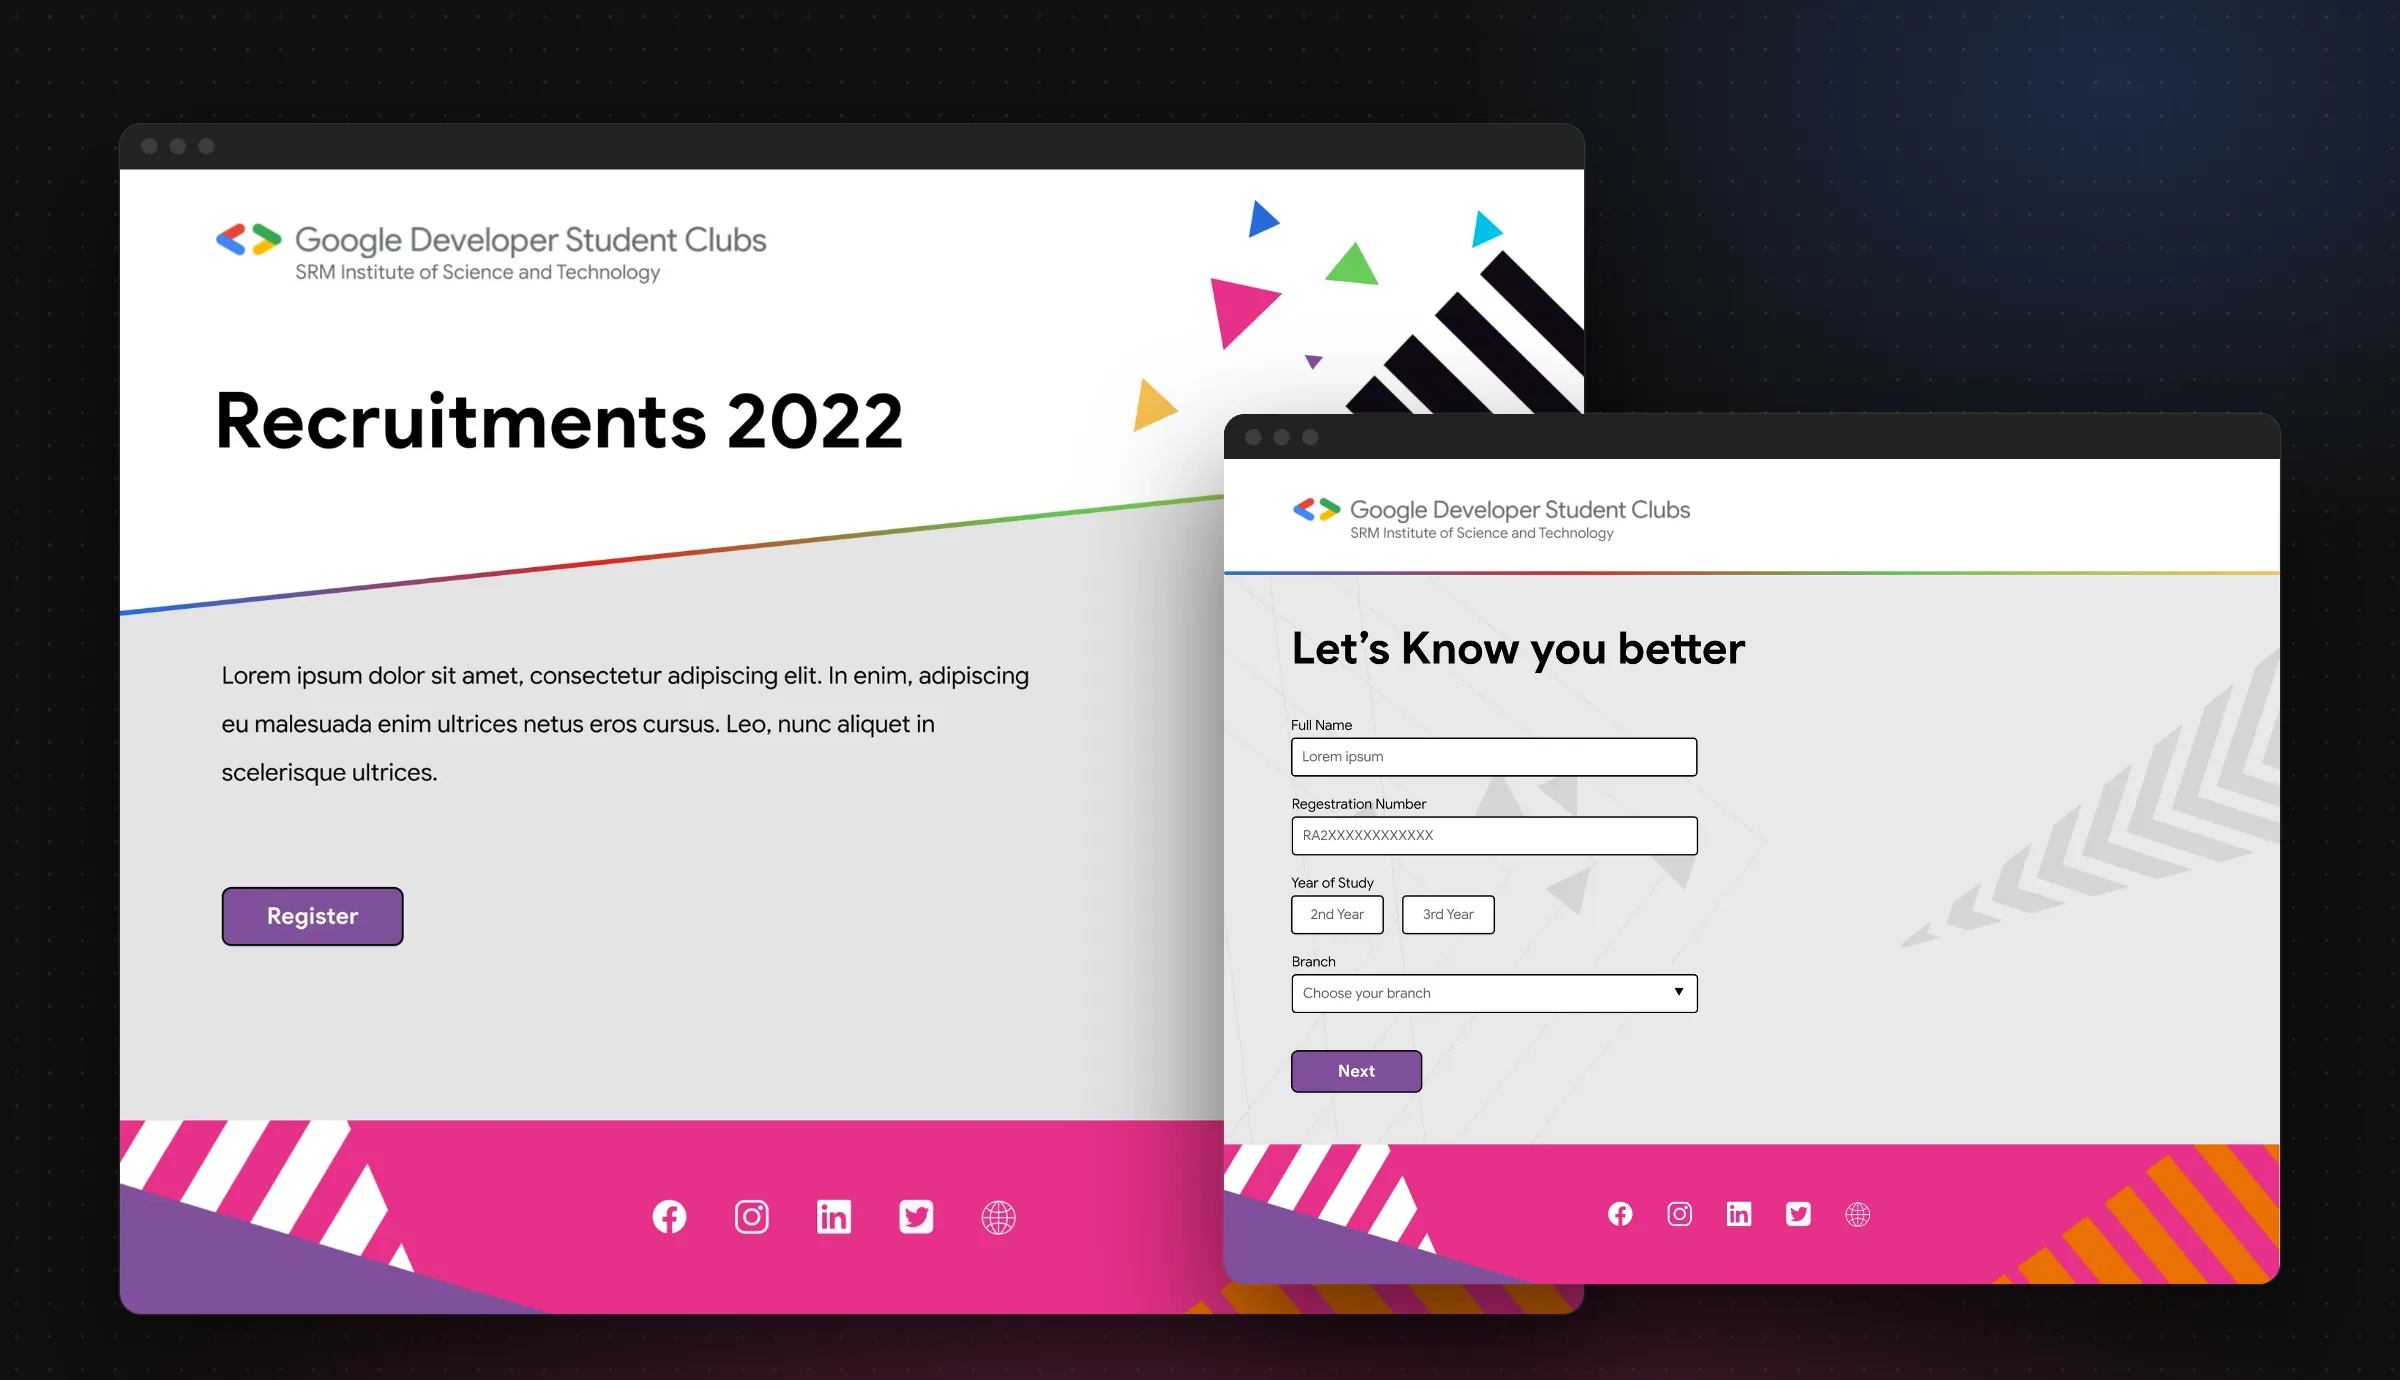 Google Developer Student Clubs
SRM Institute of Science and Technology
Recruitments 2022
Lorem ipsum dolor sit amet, consectetur adipiscing elit. In enim, adipiscing
eu malesuada enim ultrices netus eros cursus. Leo, nunc aliquet in
scelerisque ultrices.
Register
Google Developer Student Clubs
SRM Institute of Science and Technology
Let's Know you better
Full Name
Lorem ipsum
Regestration Number
RA2XXXXXXXXXXXX
Year of Study
2nd Year 3rd Year
Branch
Choose your branch
Next